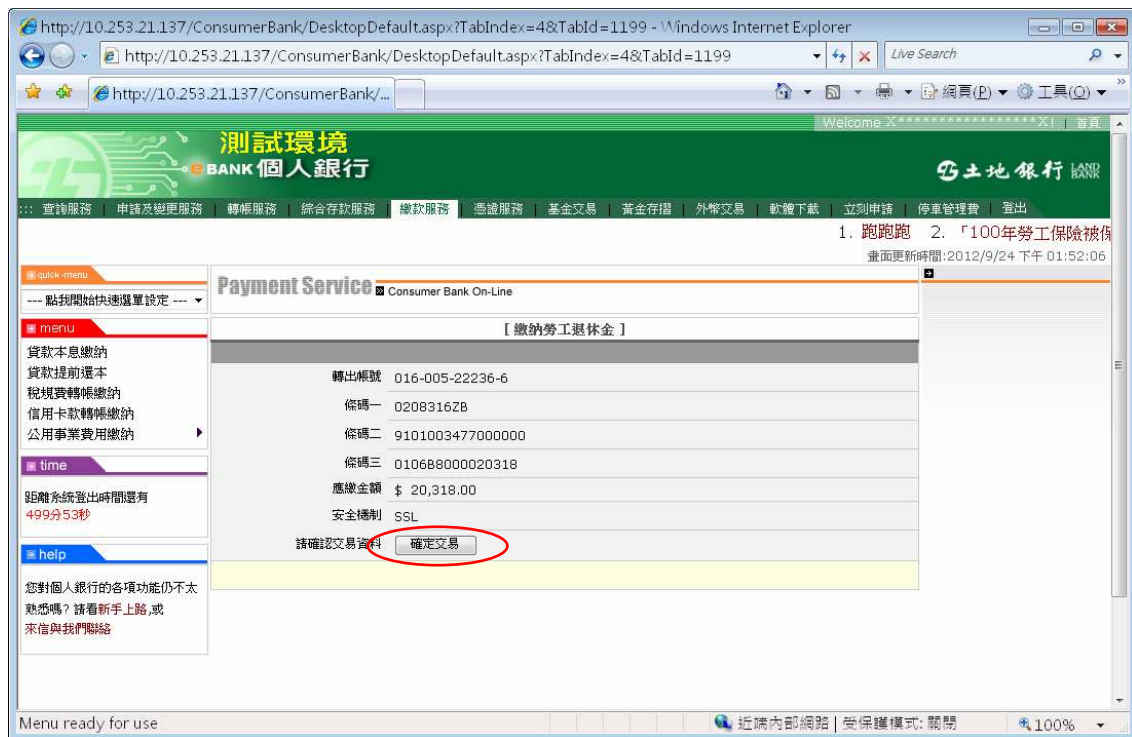 http://10.253.21.137/ConsumerBank/DesktopDefault.aspx?TabIndex=4&TabId=1199 - Windows Internet Explorer
http://10.253.21.137/ConsumerBank/DesktopDefault.aspx?TabIndex=4&TabId=1199
Live Search
http://10.253.21.137/ConsumerBank/...
網頁(P)
工具(O)
Welcome X******************X! | 首頁
測試環境
eBANK個人銀行
土地銀行 LAND BANK
::: 查詢服務 | 申請及變更服務 | 轉帳服務 | 綜合存款服務 | 繳款服務 | 憑證服務 | 基金交易 | 黃金存摺 | 外幣交易 | 軟體下載 | 立刻申請 | 停車管理費 | 登出
1. 跑跑跑 2. 「100年勞工保險被保
畫面更新時間:2012/9/24 下午 01:52:06
quick-menu
--- 點我開始快速選單設定 ---
Payment Service Consumer Bank On-Line
menu
[ 繳納勞工退休金 ]
貸款本息繳納
貸款提前還本
稅規費轉帳繳納
信用卡款轉帳繳納
公用事業費用繳納
轉出帳號 016-005-22236-6
條碼一 0208316ZB
條碼二 9101003477000000
條碼三 0106B8000020318
應繳金額 $ 20,318.00
安全機制 SSL
請確認交易資料 確定交易
time
距離系統登出時間還有
499分53秒
help
您對個人銀行的各項功能仍不太
熟悉嗎? 請看新手上路,或
來信與我們聯絡
Menu ready for use
近端內部網路 | 受保護模式: 關閉
100%